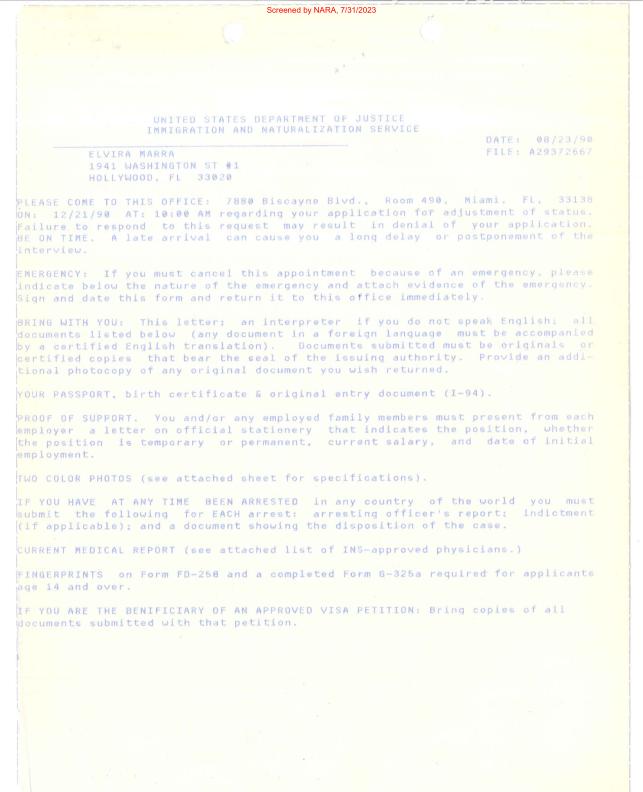 Screened by NARA, 7/31/2023
UNITED STATES DEPARTMENT OF JUSTICE
IMMIGRATION AND NATURALIZATION SERVICE
DATE: 08/23/90
FILE: A29372667
ELVIRA MARRA
1941 WASHINGTON ST #1
HOLLYWOOD, FL 33020
PLEASE COME TO THIS OFFICE: 7880 Biscayne Blvd., Room 490, Miami, FL, 33138
ON: 12/21/90 AT: 10:00 AM regarding your application for adjustment of status.
Failure to respond to this request may result in denial of your application.
BE ON TIME. A late arrival can cause you a long delay or postponement of the
interview.
EMERGENCY: If you must cancel this appointment because of an emergency, please
indicate below the nature of the emergency and attach evidence of the emergency.
Sign and date this form and return it to this office immediately.
BRING WITH YOU: This letter; an interpreter if you do not speak English; all
documents listed below (any document in a foreign language must be accompanied
by a certified English translation). Documents submitted must be originals or
certified copies that bear the seal of the issuing authority. Provide an addi-
tional photocopy of any original document you wish returned.
YOUR PASSPORT, birth certificate & original entry document (I-94).
PROOF OF SUPPORT. You and/or any employed family members must present from each
employer a letter on official stationery that indicates the position, whether
the position is temporary or permanent, current salary, and date of initial
employment.
TWO COLOR PHOTOS (see attached sheet for specifications).
IF YOU HAVE AT ANY TIME BEEN ARRESTED in any country of the world you must
submit the following for EACH arrest: arresting officer's report; indictment
(if applicable); and a document showing the disposition of the case.
CURRENT MEDICAL REPORT (see attached list of INS-approved physicians.)
FINGERPRINTS on Form FD-258 and a completed Form G-325a required for applicants
age 14 and over.
IF YOU ARE THE BENIFICIARY OF AN APPROVED VISA PETITION: Bring copies of all
documents submitted with that petition.